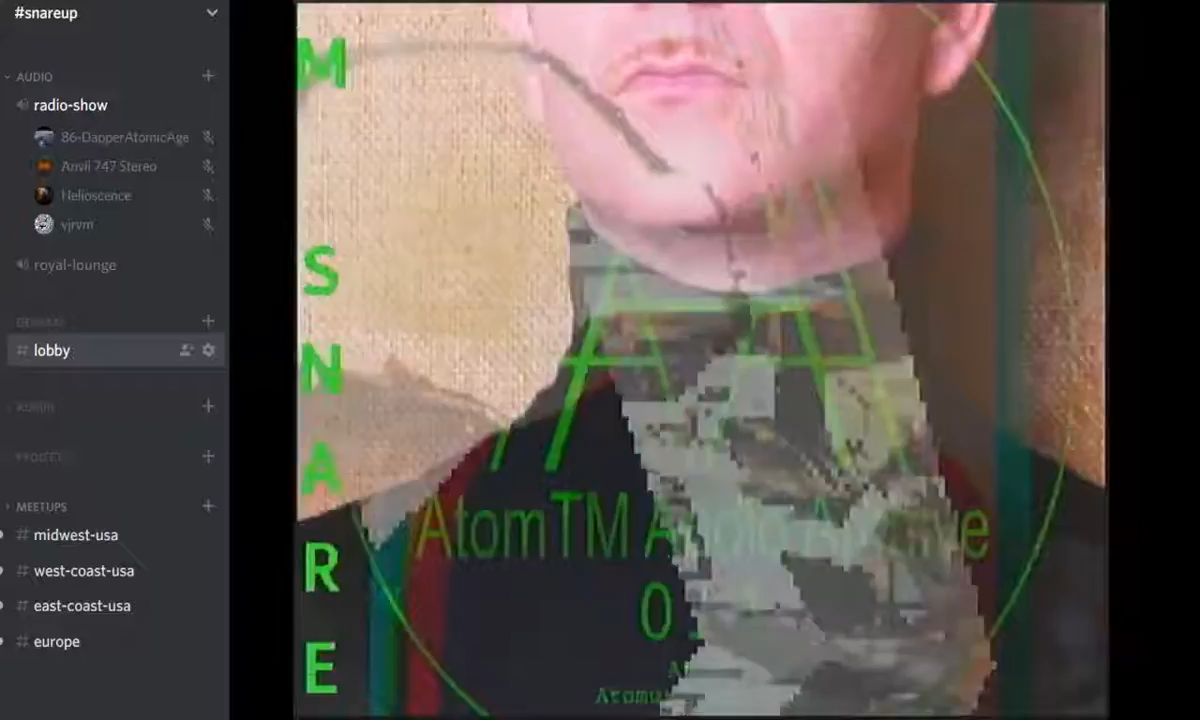 #snareup
AUDIO
radio-show
86-DapperAtomicAge
Anvil 747 Stereo
Helioscence
vjrvm
royal-lounge
lobby
MEETUPS
midwest-usa
west-coast-usa
east-coast-usa
europe
M
S
N
A
R
E
AtomTM
0.